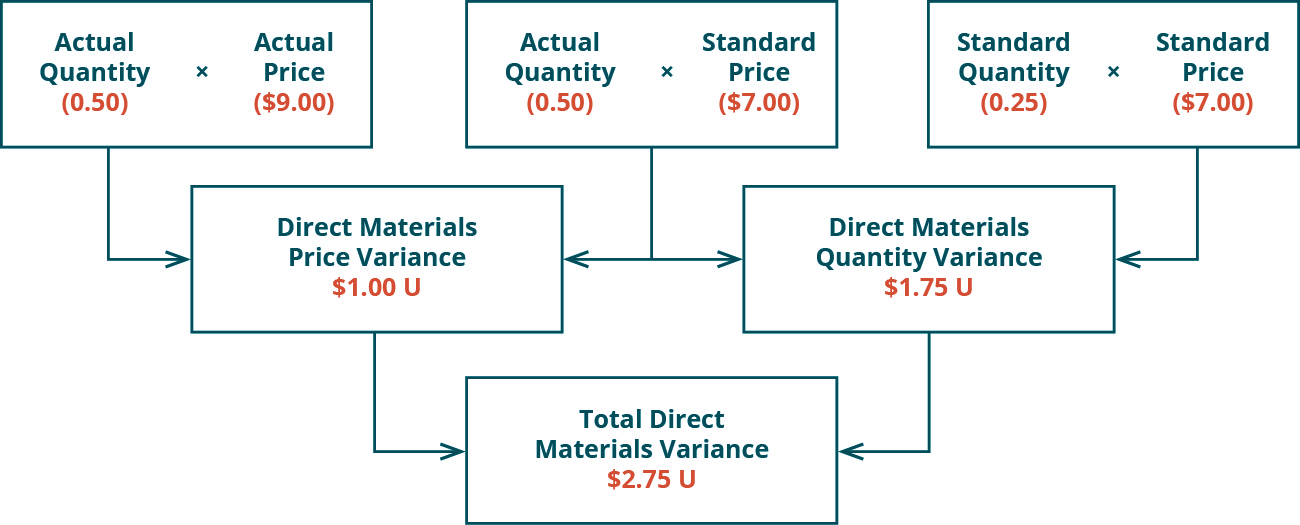 Actual
Quantity
(0.50)
×
Actual
Price
($9.00)
Actual
Quantity
(0.50)
×
Standard
Price
($7.00)
Standard
Quantity
(0.25)
×
Standard
Price
($7.00)
Direct Materials
Price Variance
$1.00 U
Direct Materials
Quantity Variance
$1.75 U
Total Direct
Materials Variance
$2.75 U